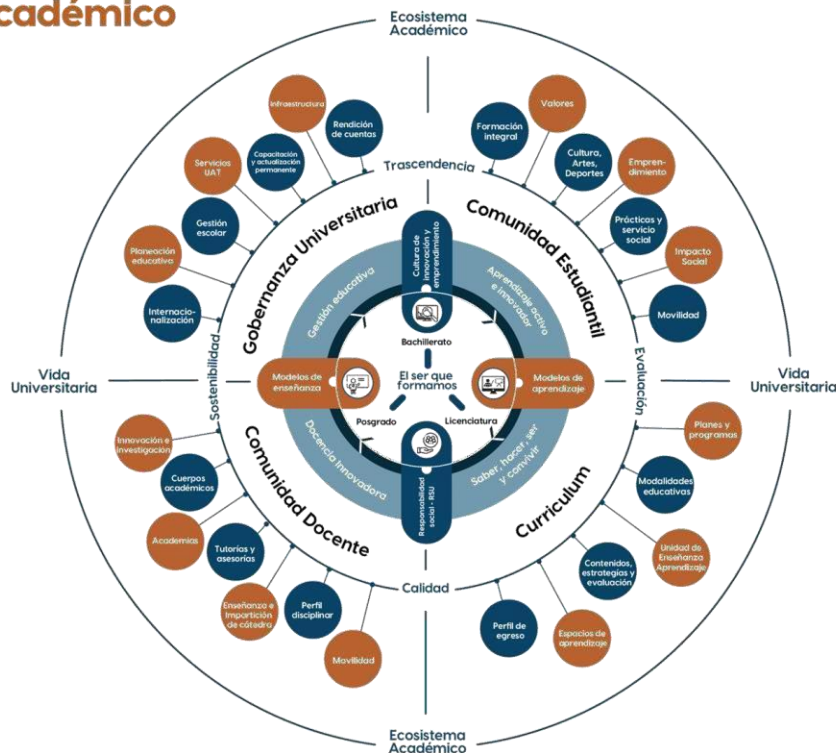 cadémico
Ecosistema
Académico
Infraestructura
Rendición
de cuentas
Capacitación
y actualización
permanente
Servicios
UAT
Gestión
escolar
Planeación
educativa
Internacio-
nalización
Formación
integral
Valores
Cultura,
Artes,
Deportes
Empren-
dimiento
Prácticas y
servicio
social
Impacto
Social
Movilidad
Trascendencia
Gobernanza Universitaria
Comunidad Estudiantil
Gestión educativa
Cultura de
innovación y
emprendimiento
Aprendizaje activo
e innovador
Bachillerato
Vida
Universitaria
Sostenibilidad
Modelos de
enseñanza
El ser que
formamos
Modelos de
aprendizaje
Evaluación
Vida
Universitaria
Posgrado
Licenciatura
Docencia Innovadora
Responsabilidad
social - RSU
Saber, hacer, ser
y convivir
Comunidad Docente
Curriculum
Innovación e
Investigación
Cuerpos
académicos
Academias
Tutorías y
asesorías
Enseñanza e
Impartición
de cátedra
Perfil
disciplinar
Movilidad
Calidad
Planes y
programas
Modalidades
educativas
Unidad de
Enseñanza
Aprendizaje
Contenidos,
estrategias y
evaluación
Espacios de
aprendizaje
Perfil de
egreso
Ecosistema
Académico